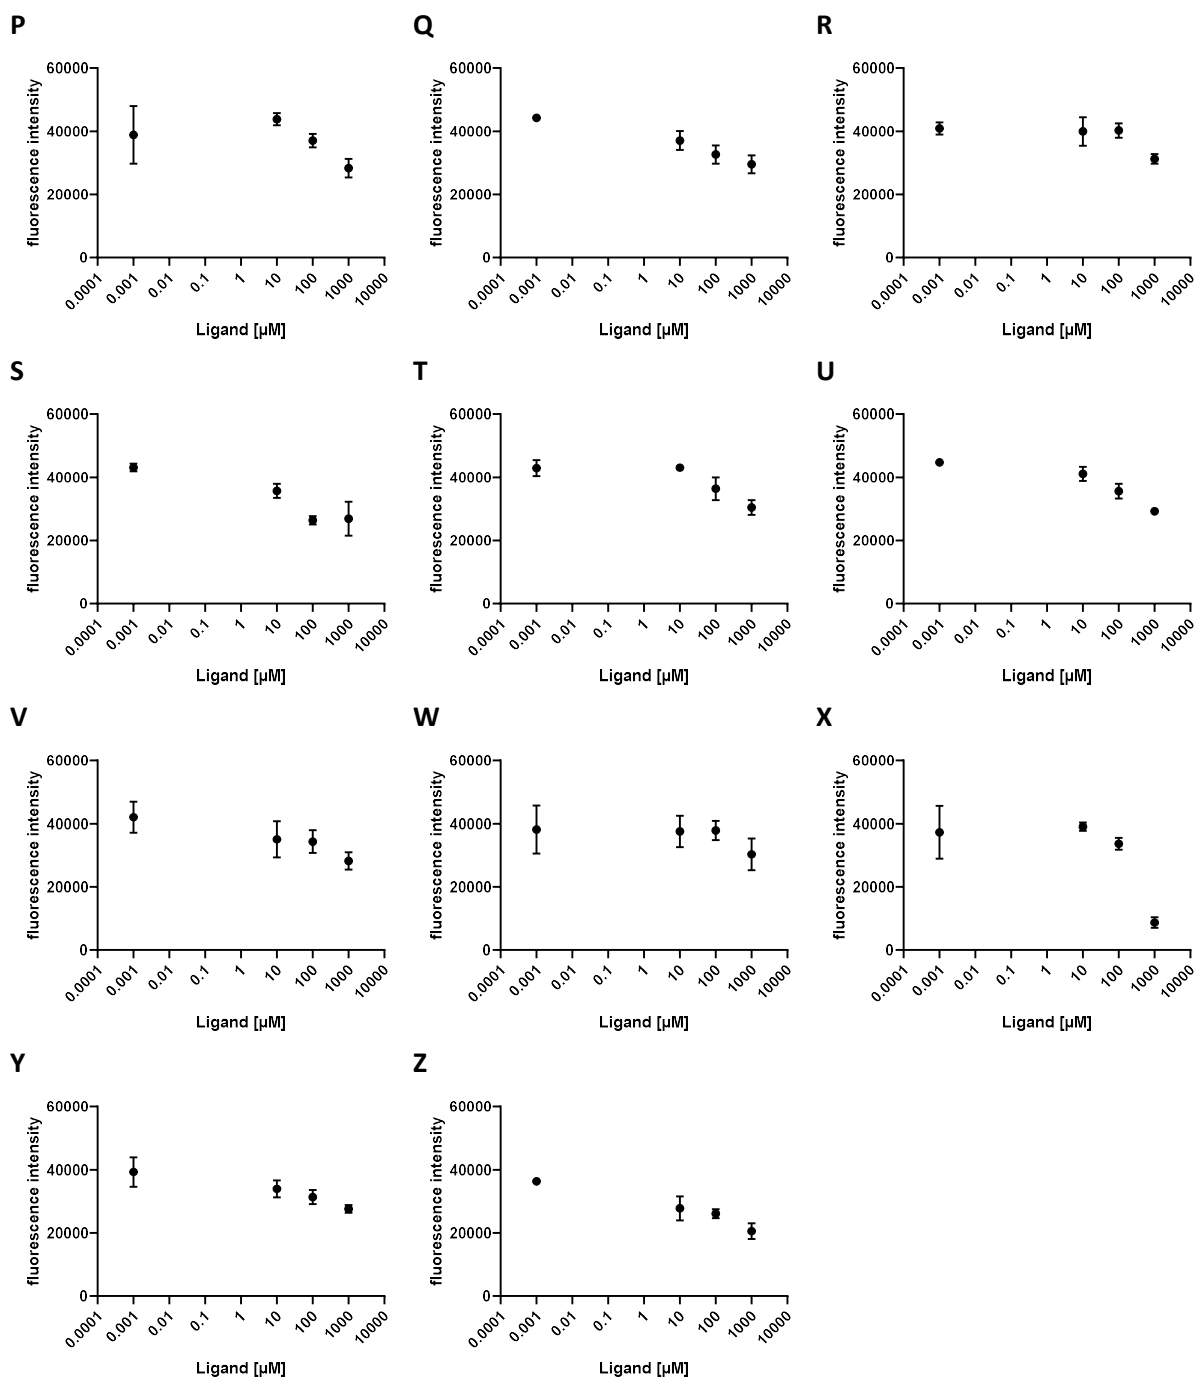 P Q R
60000 60000 60000
40000 40000 40000
20000 20000 20000
0 0 0
fluorescence intensity fluorescence intensity fluorescence intensity
0.0001 0.001 0.01 0.1 1 10 100 1000 10000 0.0001 0.001 0.01 0.1 1 10 100 1000 10000 0.0001 0.001 0.01 0.1 1 10 100 1000 10000
Ligand [µM] Ligand [µM] Ligand [µM]
S T U
60000 60000 60000
40000 40000 40000
20000 20000 20000
0 0 0
fluorescence intensity fluorescence intensity fluorescence intensity
0.0001 0.001 0.01 0.1 1 10 100 1000 10000 0.0001 0.001 0.01 0.1 1 10 100 1000 10000 0.0001 0.001 0.01 0.1 1 10 100 1000 10000
Ligand [µM] Ligand [µM] Ligand [µM]
V W X
60000 60000 60000
40000 40000 40000
20000 20000 20000
0 0 0
fluorescence intensity fluorescence intensity fluorescence intensity
0.0001 0.001 0.01 0.1 1 10 100 1000 10000 0.0001 0.001 0.01 0.1 1 10 100 1000 10000 0.0001 0.001 0.01 0.1 1 10 100 1000 10000
Ligand [µM] Ligand [µM] Ligand [µM]
Y Z
60000 60000
40000 40000
20000 20000
0 0
fluorescence intensity fluorescence intensity
0.0001 0.001 0.01 0.1 1 10 100 1000 10000 0.0001 0.001 0.01 0.1 1 10 100 1000 10000
Ligand [µM] Ligand [µM]